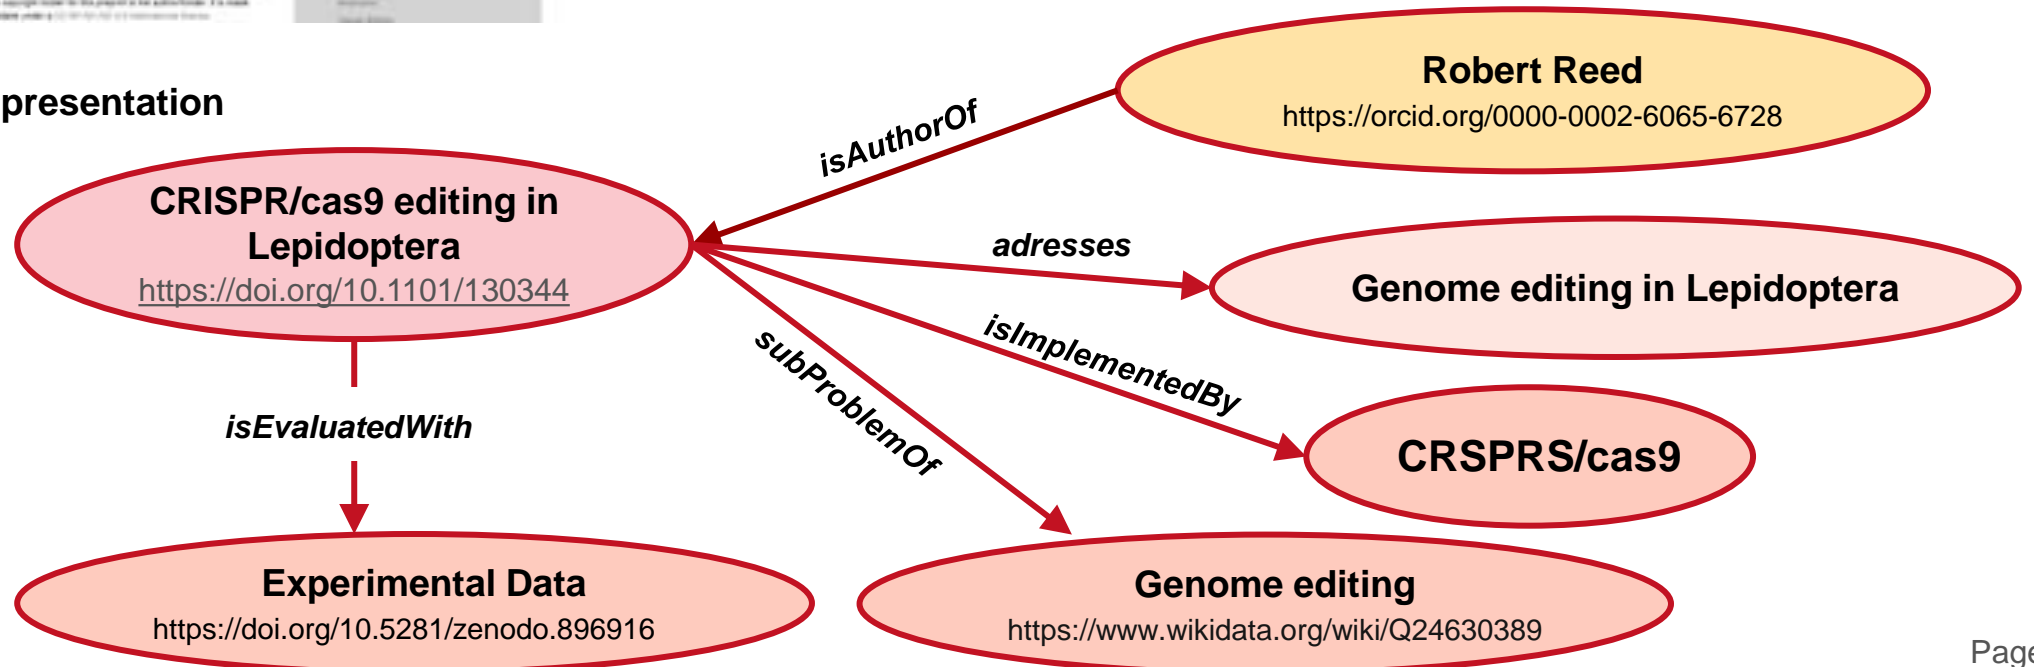 presentation
Robert Reed
https://orcid.org/0000-0002-6065-6728
isAuthorOf
CRISPR/cas9 editing in
Lepidoptera
https://doi.org/10.1101/130344
adresses
Genome editing in Lepidoptera
isImplementedBy
subProblemOf
CRSPRS/cas9
isEvaluatedWith
Experimental Data
https://doi.org/10.5281/zenodo.896916
Genome editing
https://www.wikidata.org/wiki/Q24630389
Page